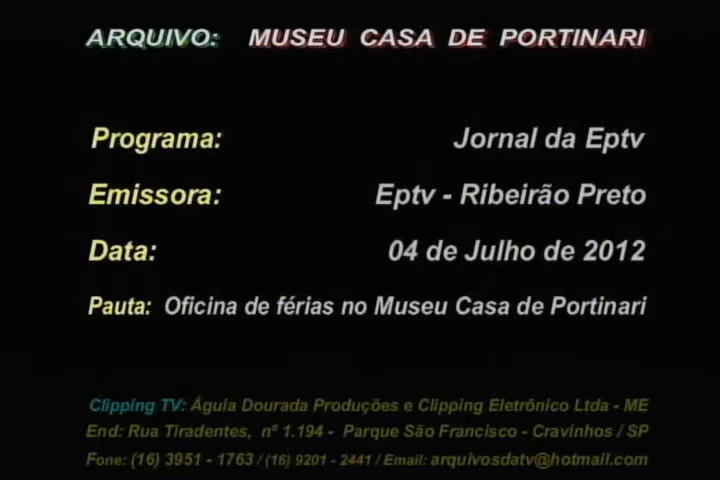 ARQUIVO: MUSEU CASA DE PORTINARI
Programa: Jornal da Eptv
Emissora: Eptv - Ribeirão Preto
Data: 04 de Julho de 2012
Pauta: Oficina de férias no Museu Casa de Portinari
Clipping TV: Águia Dourada Produções e Clipping Eletrônico Ltda - ME
End: Rua Tiradentes, nº 1.194 - Parque São Francisco - Cravinhos / SP
Fone: (16) 3951 - 1763 / (16) 9201 - 2441 / Email: arquivosdatv@hotmail.com